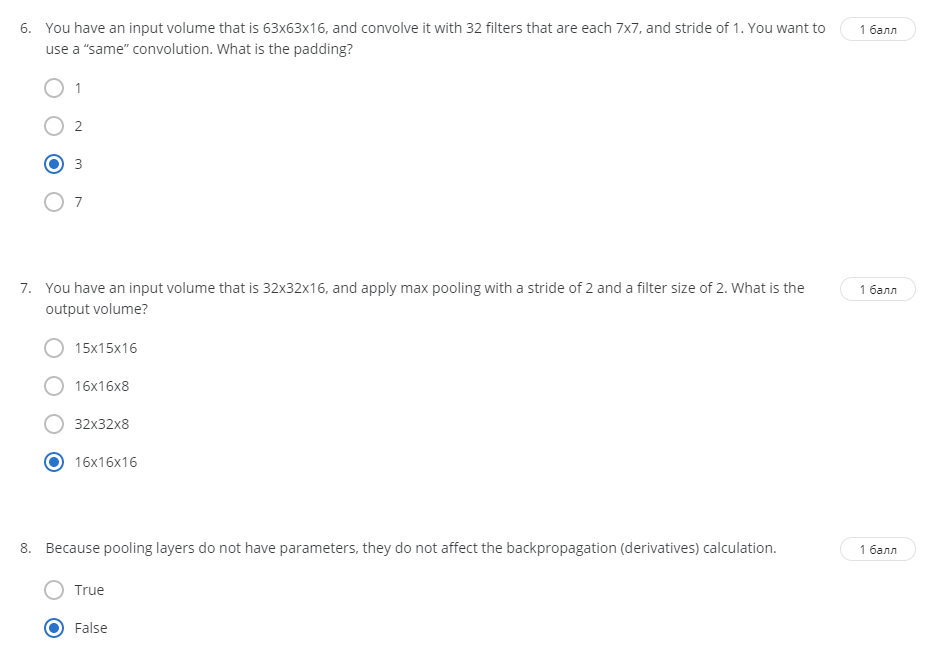 6. You have an input volume that is 63x63x16, and convolve it with 32 filters that are each 7x7, and stride of 1. You want to 1 балл
use a “same” convolution. What is the padding?
1
2
3
7
7. You have an input volume that is 32x32x16, and apply max pooling with a stride of 2 and a filter size of 2. What is the 1 балл
output volume?
15x15x16
16x16x8
32x32x8
16x16x16
8. Because pooling layers do not have parameters, they do not affect the backpropagation (derivatives) calculation. 1 балл
True
False